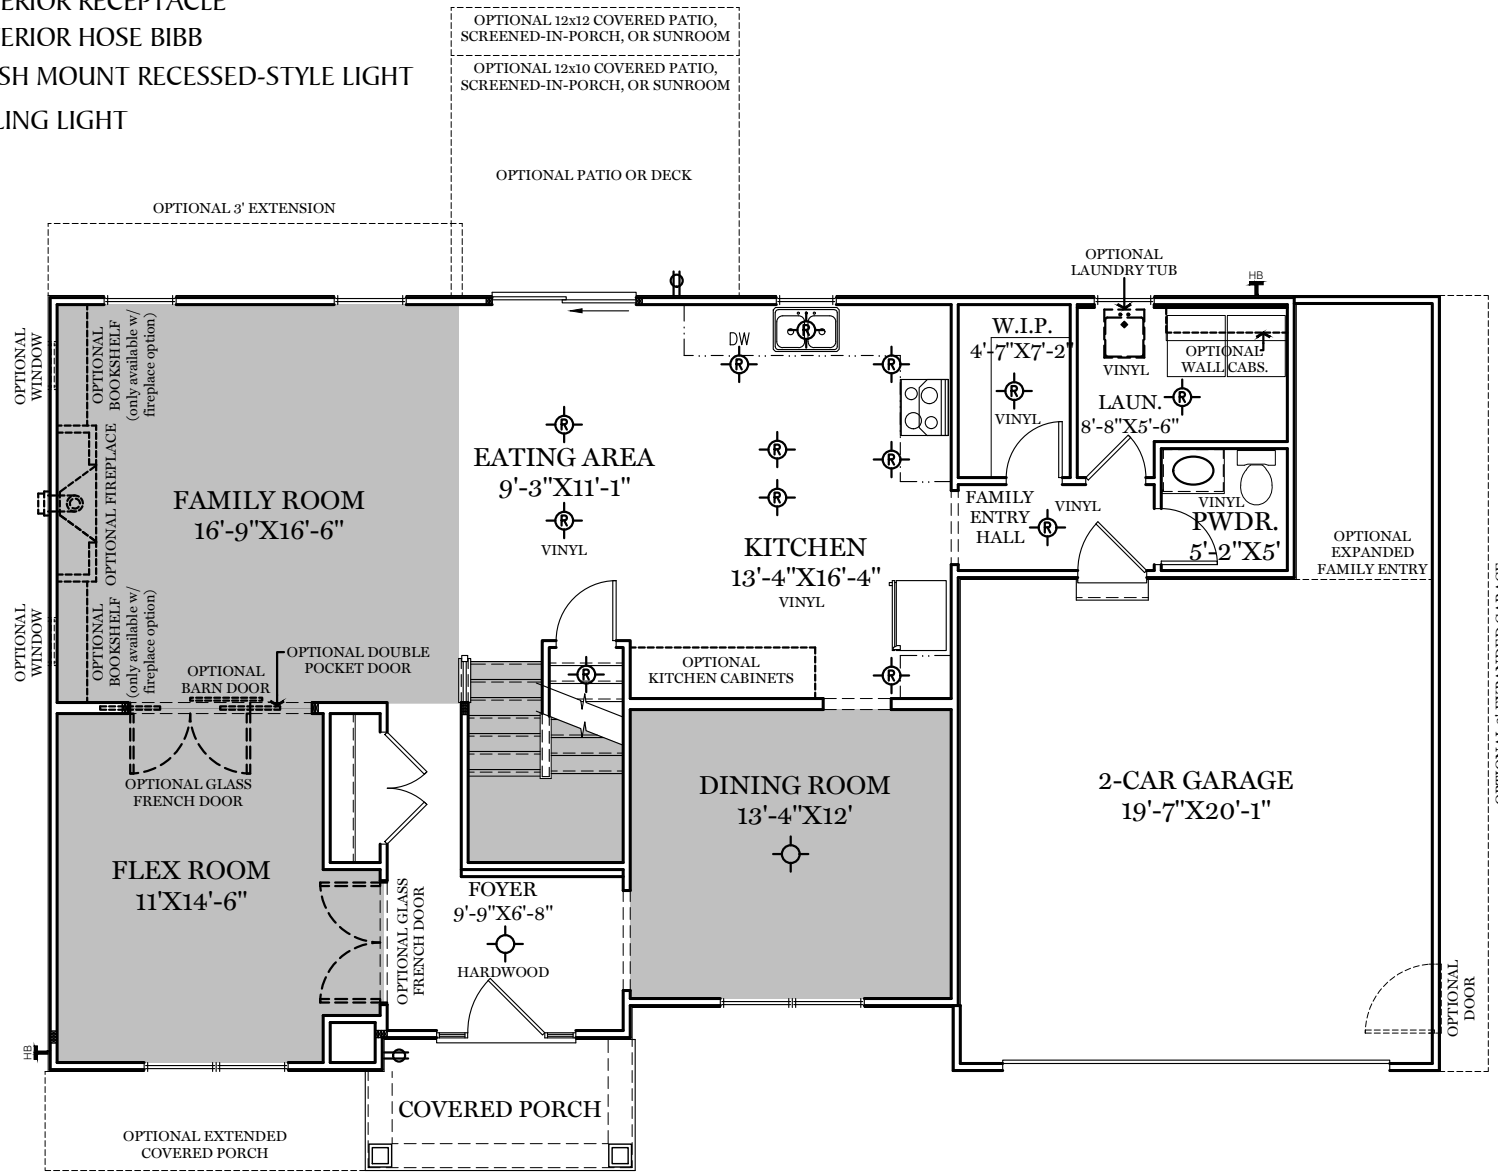 ERIOR RECEPTACLE
ERIOR HOSE BIBB
SH MOUNT RECESSED-STYLE LIGHT
LING LIGHT
OPTIONAL 12x12 COVERED PATIO,
SCREENED-IN-PORCH, OR SUNROOM
OPTIONAL 12x10 COVERED PATIO,
SCREENED-IN-PORCH, OR SUNROOM
OPTIONAL PATIO OR DECK
OPTIONAL 3' EXTENSION
OPTIONAL
LAUNDRY TUB
HB
OPTIONAL
WINDOW
OPTIONAL
BOOKSHELF
(only available w/
fireplace option)
DW
R
R
R
W.I.P.
4'-7"X7'-2"
R
VINYL
VINYL
OPTIONAL
WALL CABS.
R
LAUN.
8'-8"X5'-6"
R
EATING AREA
9'-3"X11'-1"
R
VINYL
R
R
R
FAMILY ROOM
16'-9"X16'-6"
OPTIONAL FIREPLACE
FAMILY
ENTRY
HALL
R
VINYL
VINYL
PWDR.
5'-2"X5'
OPTIONAL
EXPANDED
FAMILY ENTRY
KITCHEN
13'-4"X16'-4"
VINYL
OPTIONAL
WINDOW
OPTIONAL
BOOKSHELF
(only available w/
fireplace option)
OPTIONAL DOUBLE
POCKET DOOR
OPTIONAL
BARN DOOR
R
OPTIONAL
KITCHEN CABINETS
R
OPTIONAL GLASS
FRENCH DOOR
DINING ROOM
13'-4"X12'
2-CAR GARAGE
19'-7"X20'-1"
FLEX ROOM
11'X14'-6"
OPTIONAL GLASS
FRENCH DOOR
FOYER
9'-9"X6'-8"
HARDWOOD
OPTIONAL
DOOR
HB
COVERED PORCH
OPTIONAL EXTENDED
COVERED PORCH